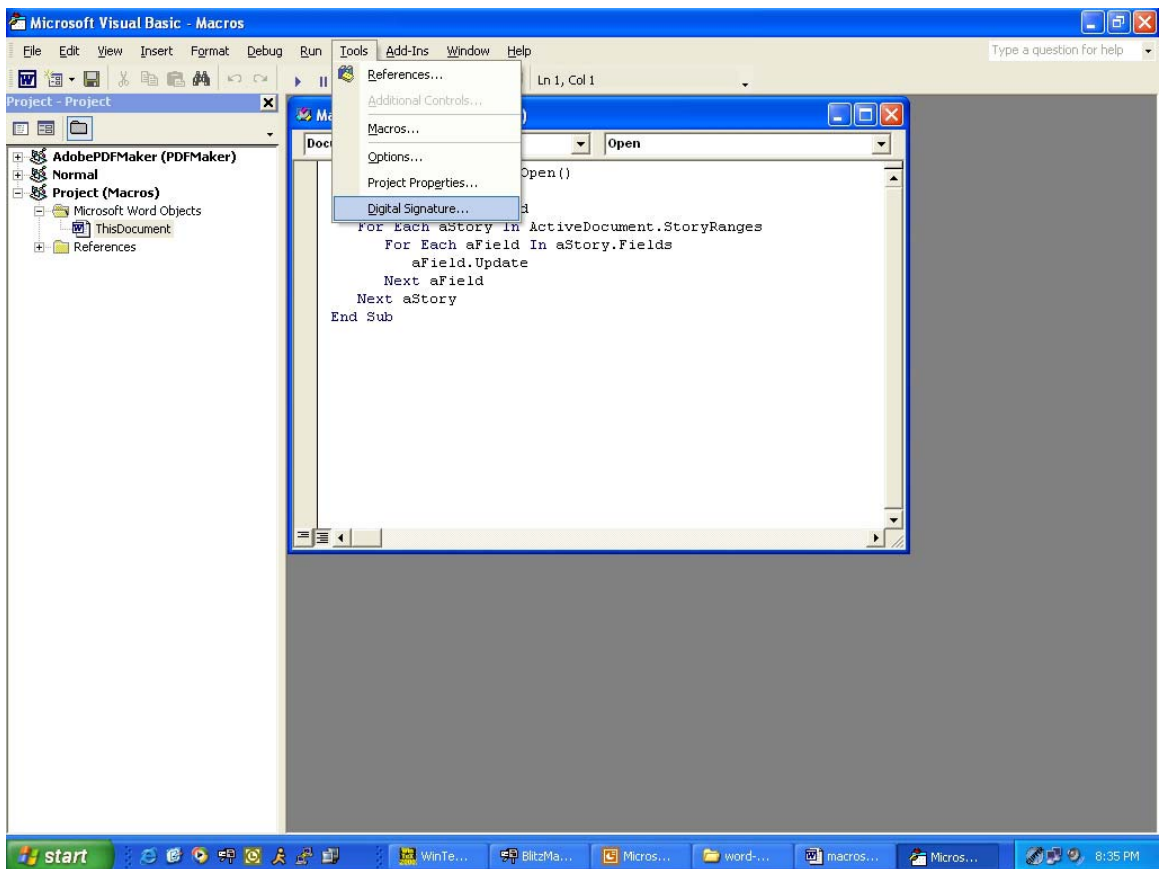 Microsoft Visual Basic - Macros
File Edit View Insert Format Debug Run Tools Add-Ins Window Help Type a question for help
Ln 1, Col 1
Project - Project
AdobePDFMaker (PDFMaker)
Normal
Project (Macros)
Microsoft Word Objects
ThisDocument
References
References...
Additional Controls...
Macros...
Options...
Project Properties...
Digital Signature...
Open
Open()
For Each aStory In ActiveDocument.StoryRanges
For Each aField In aStory.Fields
aField.Update
Next aField
Next aStory
End Sub
start WinTe... BlitzMa... Micros... word-... macros... Micros... 8:35 PM